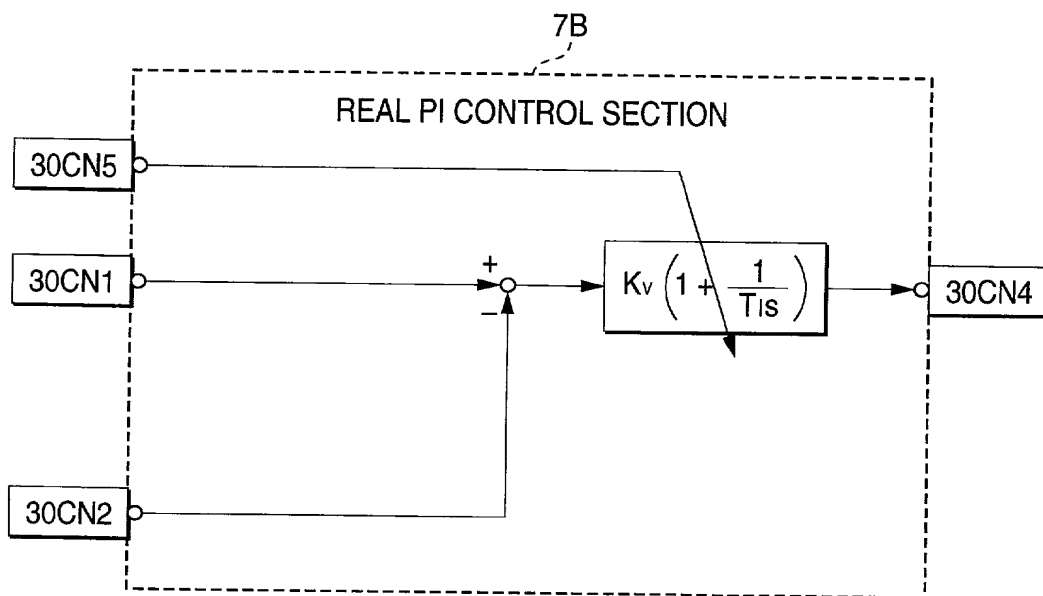 7B
REAL PI CONTROL SECTION
30CN5
30CN1
+
−
Kv (1 + 1/TIs)
30CN4
30CN2